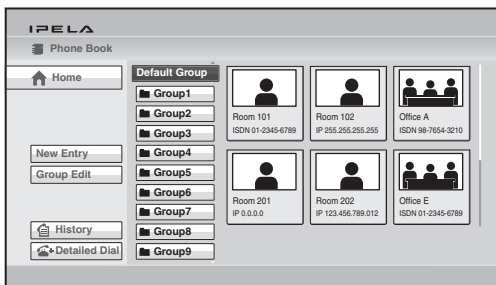 IPELA
Phone Book
Home
New Entry
Group Edit
History
Detailed Dial
Default Group
Group1
Group2
Group3
Group4
Group5
Group6
Group7
Group8
Group9
Room 101
ISDN 01-2345-6789
Room 102
IP 255.255.255.255
Office A
ISDN 98-7654-3210
Room 201
IP 0.0.0.0
Room 202
IP 123.456.789.012
Office E
ISDN 01-2345-6789